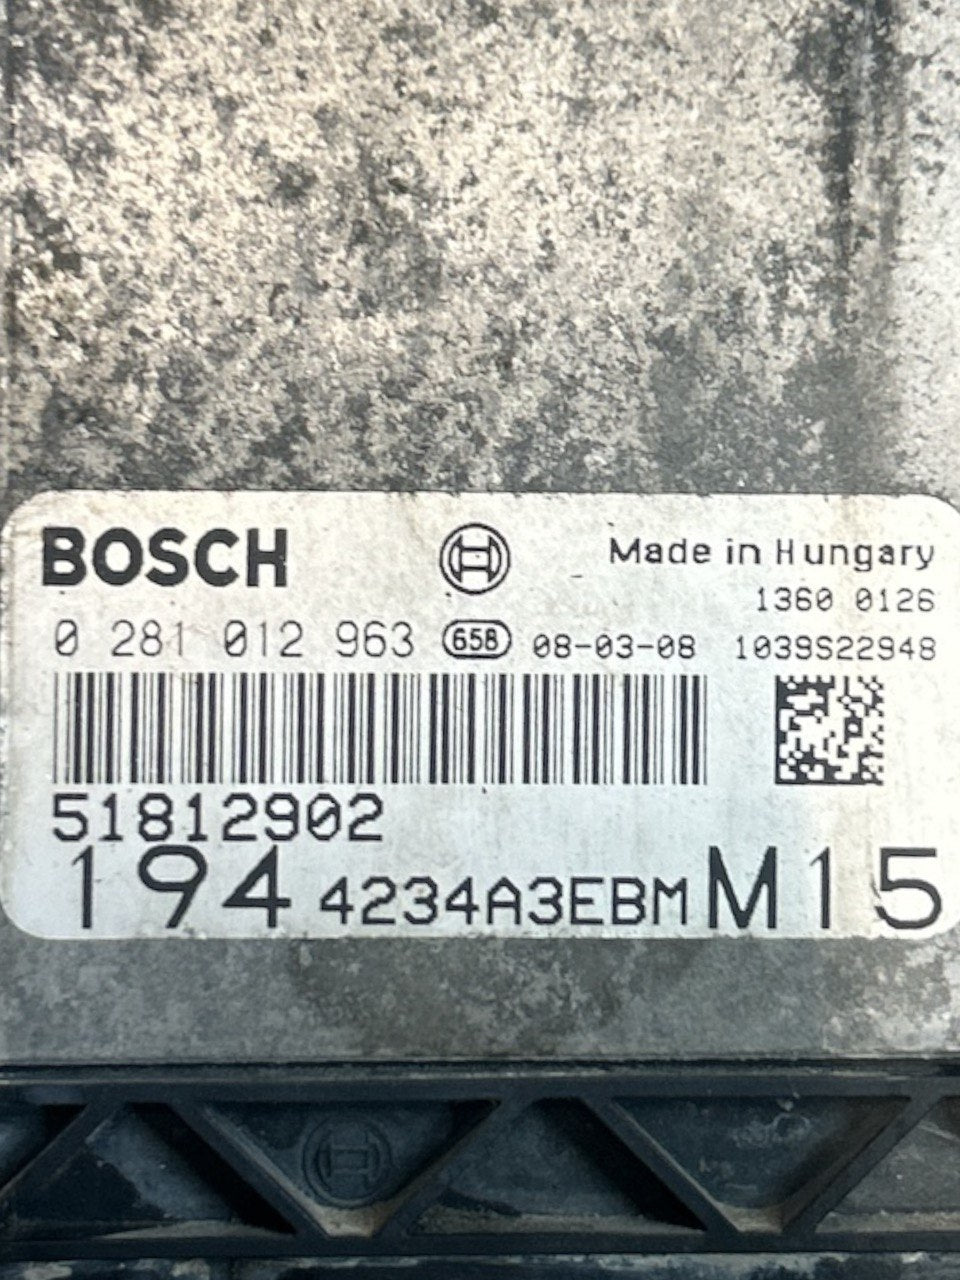 BOSCH
Made in Hungary
1360 0126
0 281 012 963 658 08-03-08 1039S22948
51812902
194 4234A3EBM M15